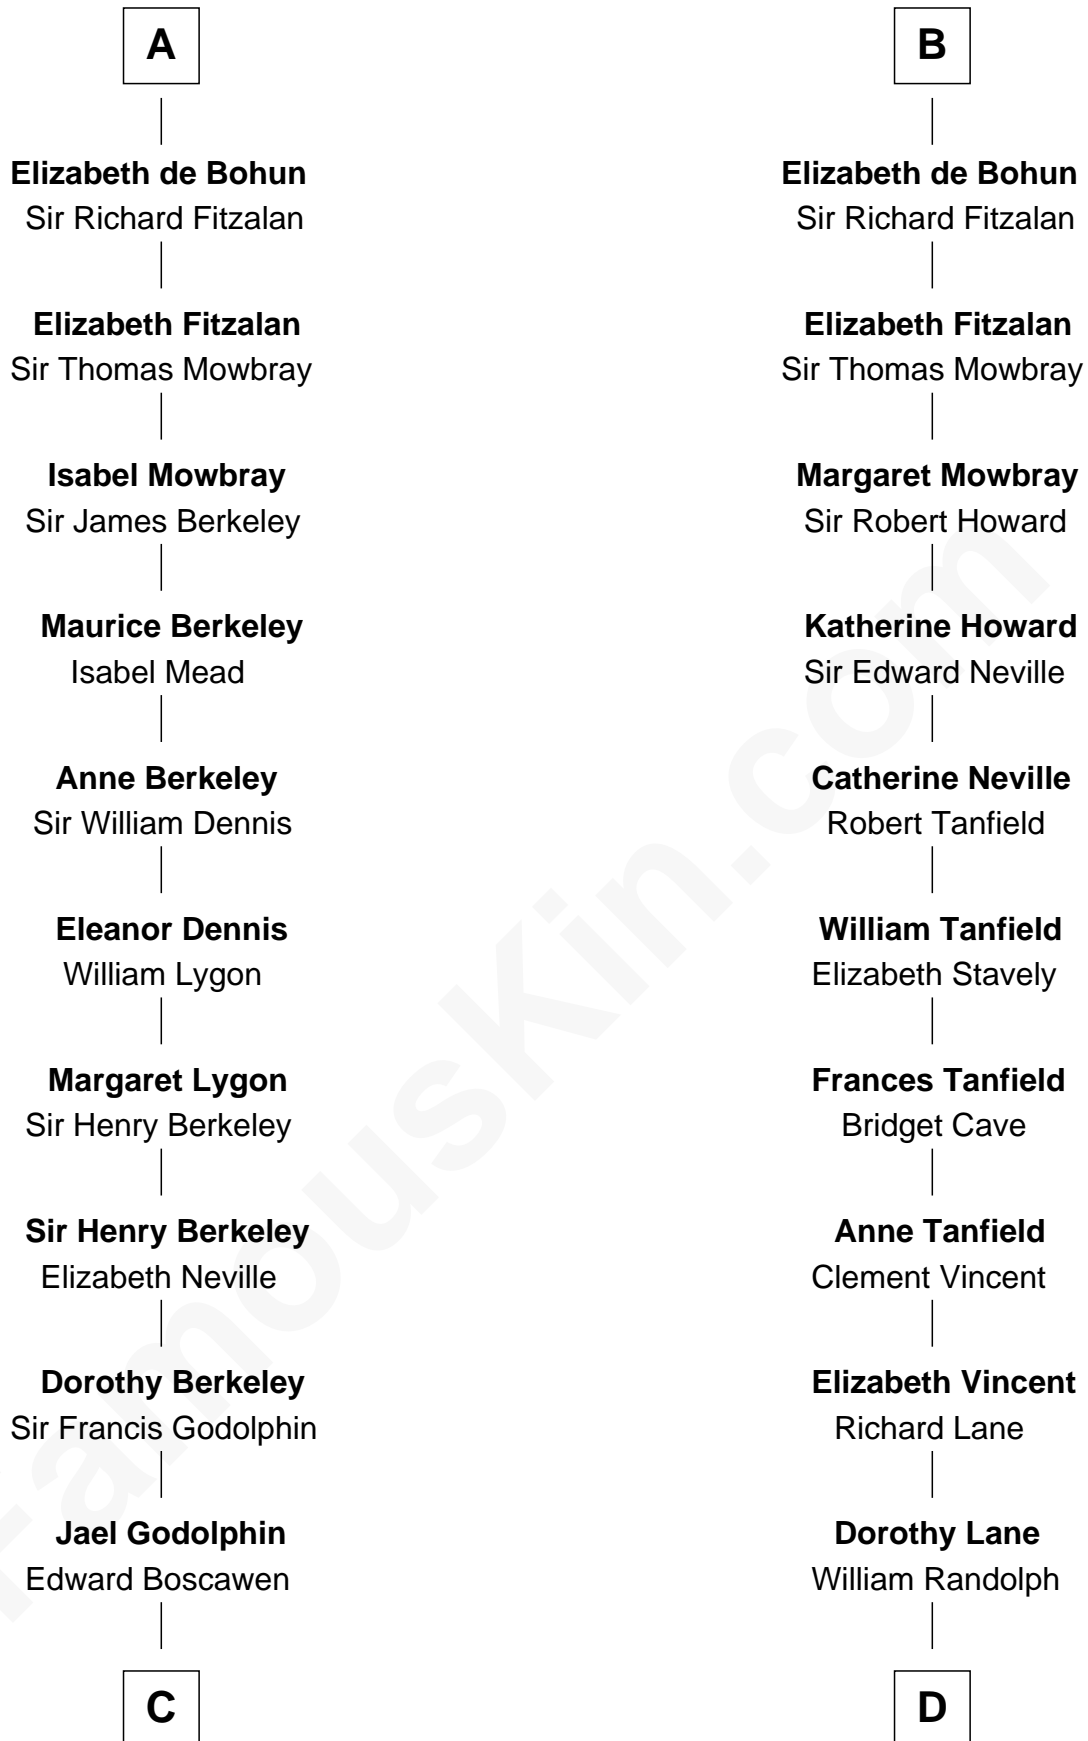 A
Elizabeth de Bohun
Sir Richard Fitzalan
Elizabeth Fitzalan
Sir Thomas Mowbray
Isabel Mowbray
Sir James Berkeley
Maurice Berkeley
Isabel Mead
Anne Berkeley
Sir William Dennis
Eleanor Dennis
William Lygon
Margaret Lygon
Sir Henry Berkeley
Sir Henry Berkeley
Elizabeth Neville
Dorothy Berkeley
Sir Francis Godolphin
Jael Godolphin
Edward Boscawen
C
B
Elizabeth de Bohun
Sir Richard Fitzalan
Elizabeth Fitzalan
Sir Thomas Mowbray
Margaret Mowbray
Sir Robert Howard
Katherine Howard
Sir Edward Neville
Catherine Neville
Robert Tanfield
William Tanfield
Elizabeth Stavely
Frances Tanfield
Bridget Cave
Anne Tanfield
Clement Vincent
Elizabeth Vincent
Richard Lane
Dorothy Lane
William Randolph
D
FamousKin.com